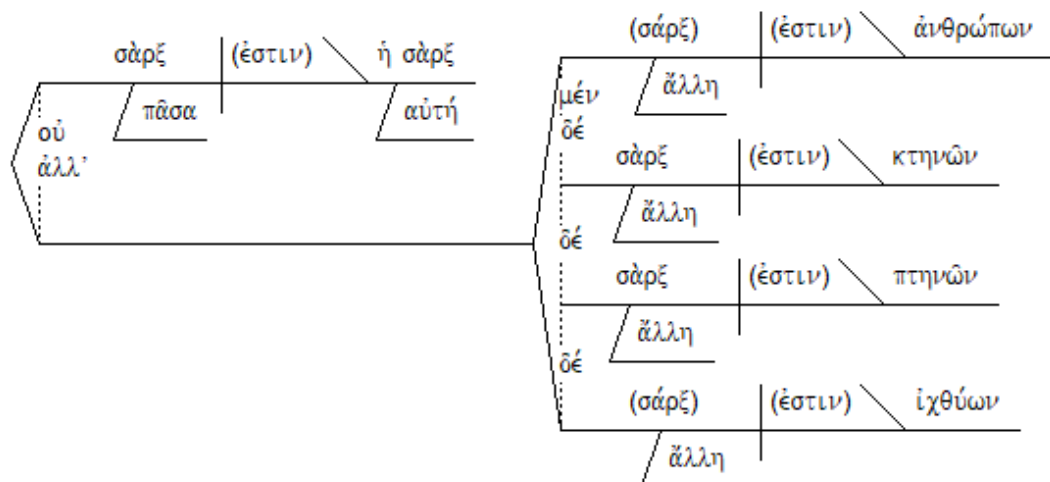 σὰρξ (ἐστιν) ἡ σὰρξ
πᾶσα αὐτή
οὐ
ἀλλ’
(σάρξ) (ἐστιν) ἀνθρώπων
μέν ἄλλη
δέ
σὰρξ (ἐστιν) κτηνῶν
ἄλλη
δέ
σὰρξ (ἐστιν) πτηνῶν
ἄλλη
δέ
(σάρξ) (ἐστιν) ἰχθύων
ἄλλη